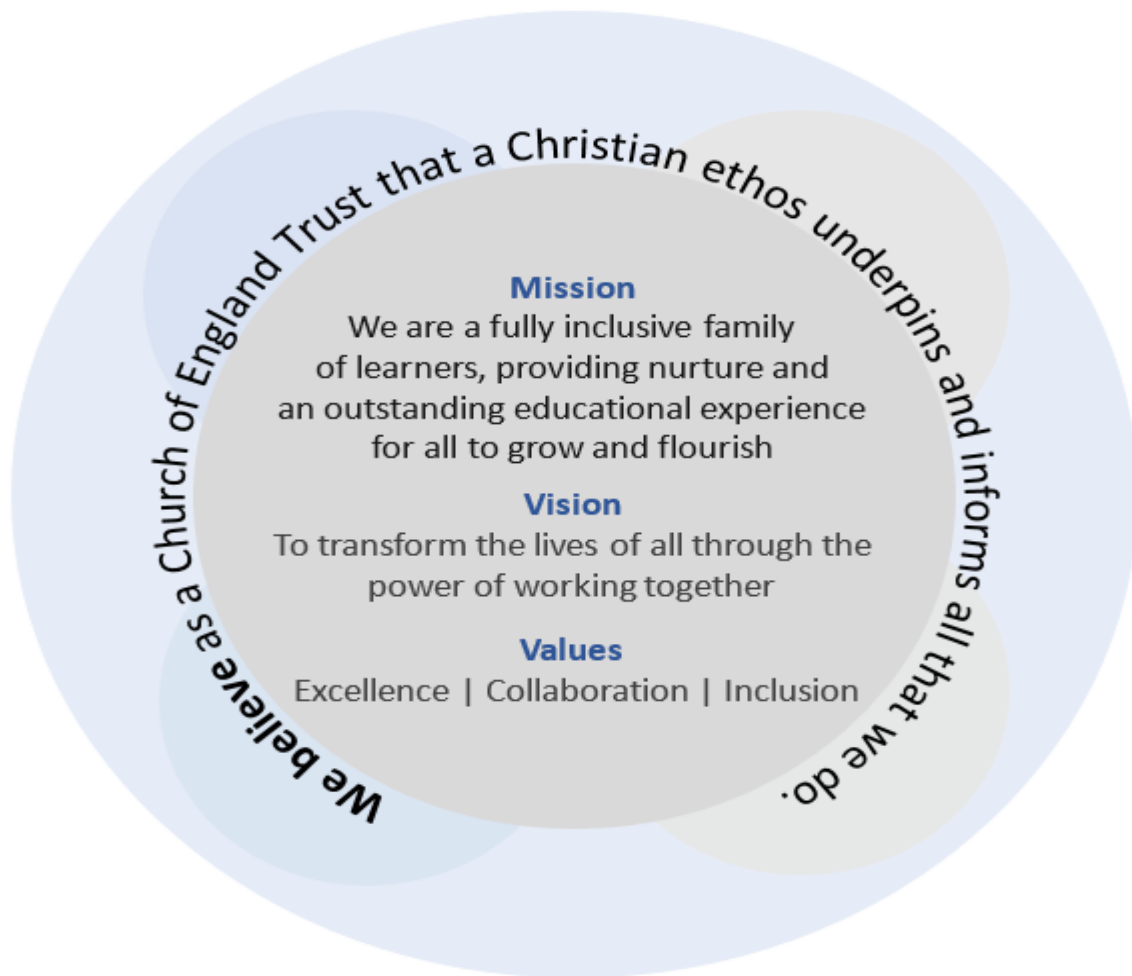 We believe as a Church of England Trust that a Christian ethos underpins and informs all that we do.
Mission
We are a fully inclusive family
of learners, providing nurture and
an outstanding educational experience
for all to grow and flourish
Vision
To transform the lives of all through the
power of working together
Values
Excellence | Collaboration | Inclusion